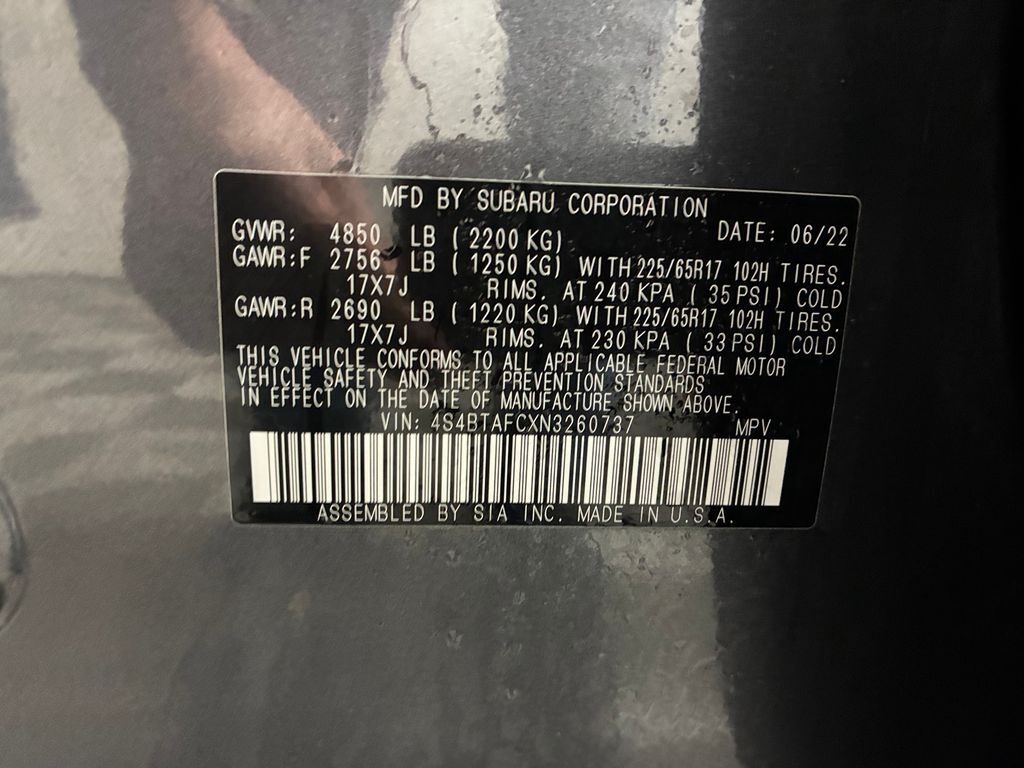 MFD BY SUBARU CORPORATION
GVWR: 4850 LB ( 2200 KG) DATE: 06/22
GAWR:F 2756 LB ( 1250 KG) WITH 225/65R17 102H TIRES.
17X7J RIMS. AT 240 KPA ( 35 PSI) COLD
GAWR:R 2690 LB ( 1220 KG) WITH 225/65R17 102H TIRES.
17X7J RIMS. AT 230 KPA ( 33 PSI) COLD
THIS VEHICLE CONFORMS TO ALL APPLICABLE FEDERAL MOTOR
VEHICLE SAFETY AND THEFT PREVENTION STANDARDS
IN EFFECT ON THE DATE OF MANUFACTURE SHOWN ABOVE.
VIN: 4S4BTAFCXN3260737 MPV
ASSEMBLED BY SIA INC. MADE IN U.S.A.